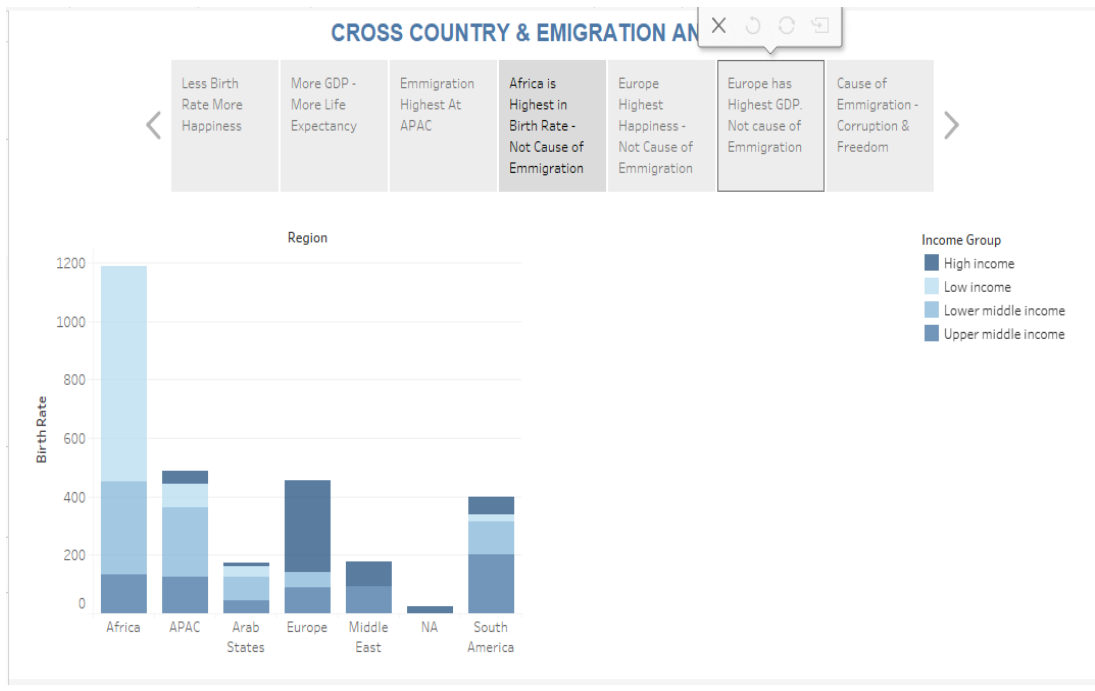 CROSS COUNTRY & EMIGRATION AN
Less Birth
Rate More
Happiness
More GDP -
More Life
Expectancy
Emmigration
Highest At
APAC
Africa is
Highest in
Birth Rate -
Not Cause of
Emmigration
Europe
Highest
Happiness -
Not Cause of
Emmigration
Europe has
Highest GDP.
Not cause of
Emmigration
Cause of
Emmigration -
Corruption &
Freedom
Region
1200
1000
800
600
400
200
0
Birth Rate
Africa
APAC
Arab
States
Europe
Middle
East
NA
South
America
Income Group
High income
Low income
Lower middle income
Upper middle income